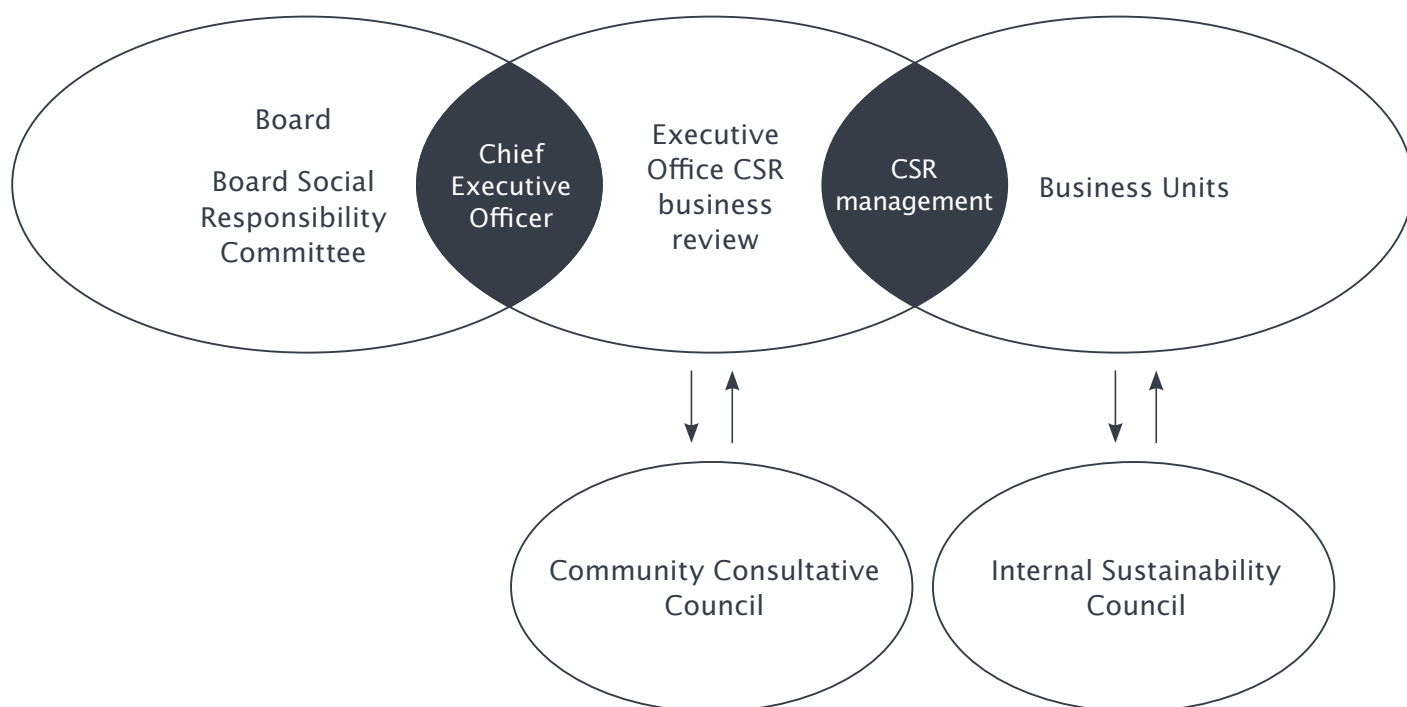 Board
Board Social
Responsibility
Committee
Chief
Executive
Officer
Executive
Office CSR
business
review
CSR
management
Business Units
Community Consultative
Council
Internal Sustainability
Council